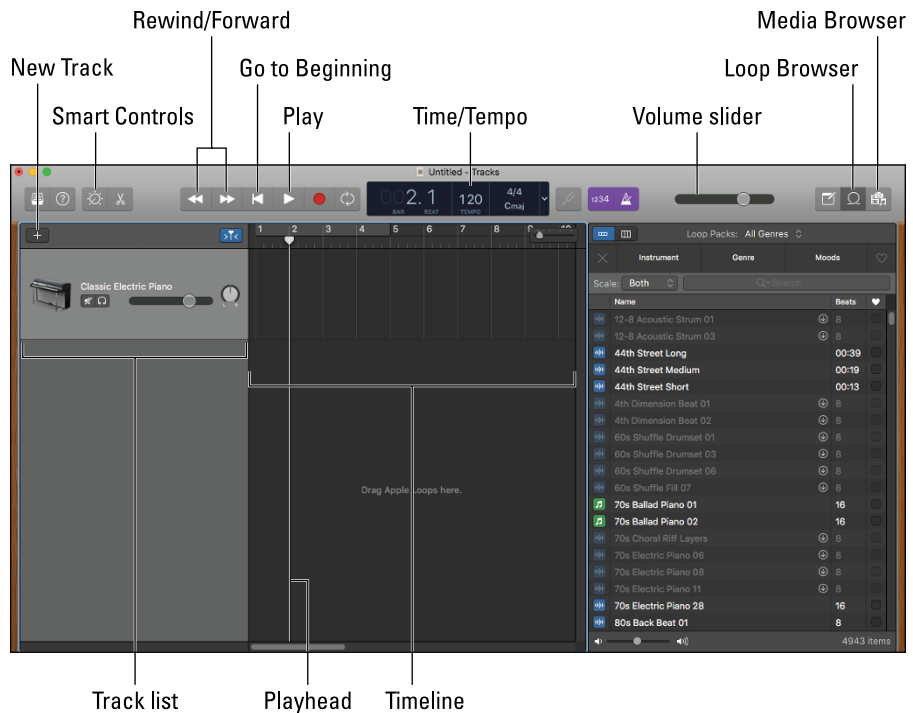 Rewind/Forward
Media Browser
New Track
Go to Beginning
Loop Browser
Smart Controls
Play
Time/Tempo
Volume slider
Untitled - Tracks
002.1 120 4/4 Cmaj
BAR BEAT TEMPO
1234
1 2 3 4 5 6 7 8 9 10
Loop Packs: All Genres
Instrument Genre Moods
Classic Electric Piano
L R
Scale: Both Search
Name Beats
12-8 Acoustic Strum 01 8
12-8 Acoustic Strum 03 8
44th Street Long 00:39
44th Street Medium 00:19
44th Street Short 00:13
4th Dimension Beat 01 8
4th Dimension Beat 02 8
60s Shuffle Drumset 01 8
60s Shuffle Drumset 03 8
60s Shuffle Drumset 06 8
60s Shuffle Fill 07 8
Drag Apple Loops here.
70s Ballad Piano 01 16
70s Ballad Piano 02 16
70s Choral Riff Layers 8
70s Electric Piano 06 8
70s Electric Piano 08 8
70s Electric Piano 11 8
70s Electric Piano 28 16
80s Back Beat 01 8
4943 items
Track list
Playhead
Timeline